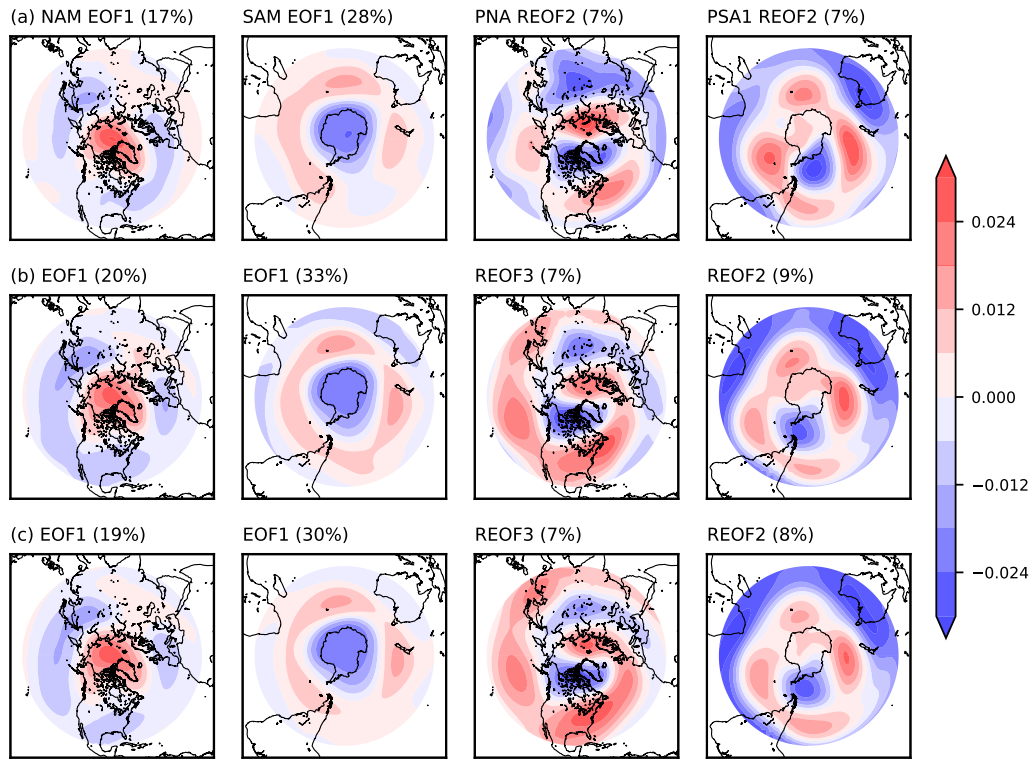 (a) NAM EOF1 (17%) SAM EOF1 (28%) PNA REOF2 (7%) PSA1 REOF2 (7%)
(b) EOF1 (20%) EOF1 (33%) REOF3 (7%) REOF2 (9%)
(c) EOF1 (19%) EOF1 (30%) REOF3 (7%) REOF2 (8%)
0.024
0.012
0.000
−0.012
−0.024